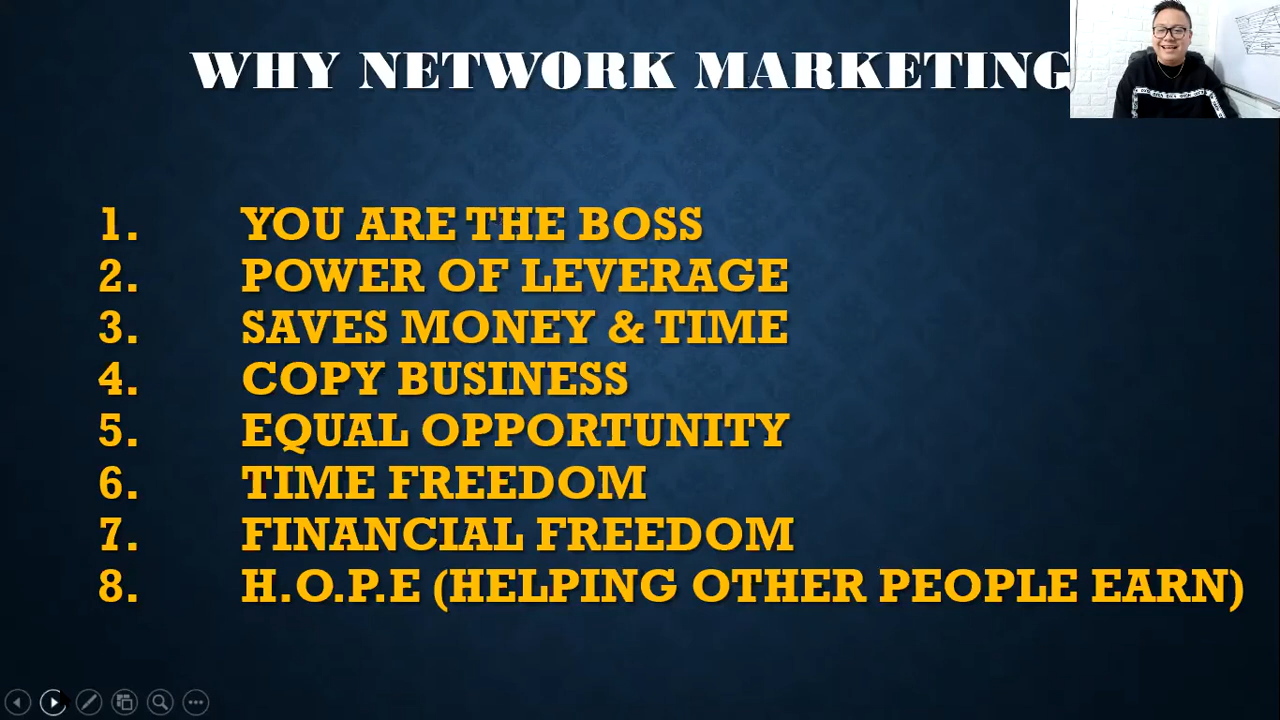 WHY NETWORK MARKETING
1. YOU ARE THE BOSS
2. POWER OF LEVERAGE
3. SAVES MONEY & TIME
4. COPY BUSINESS
5. EQUAL OPPORTUNITY
6. TIME FREEDOM
7. FINANCIAL FREEDOM
8. H.O.P.E (HELPING OTHER PEOPLE EARN)